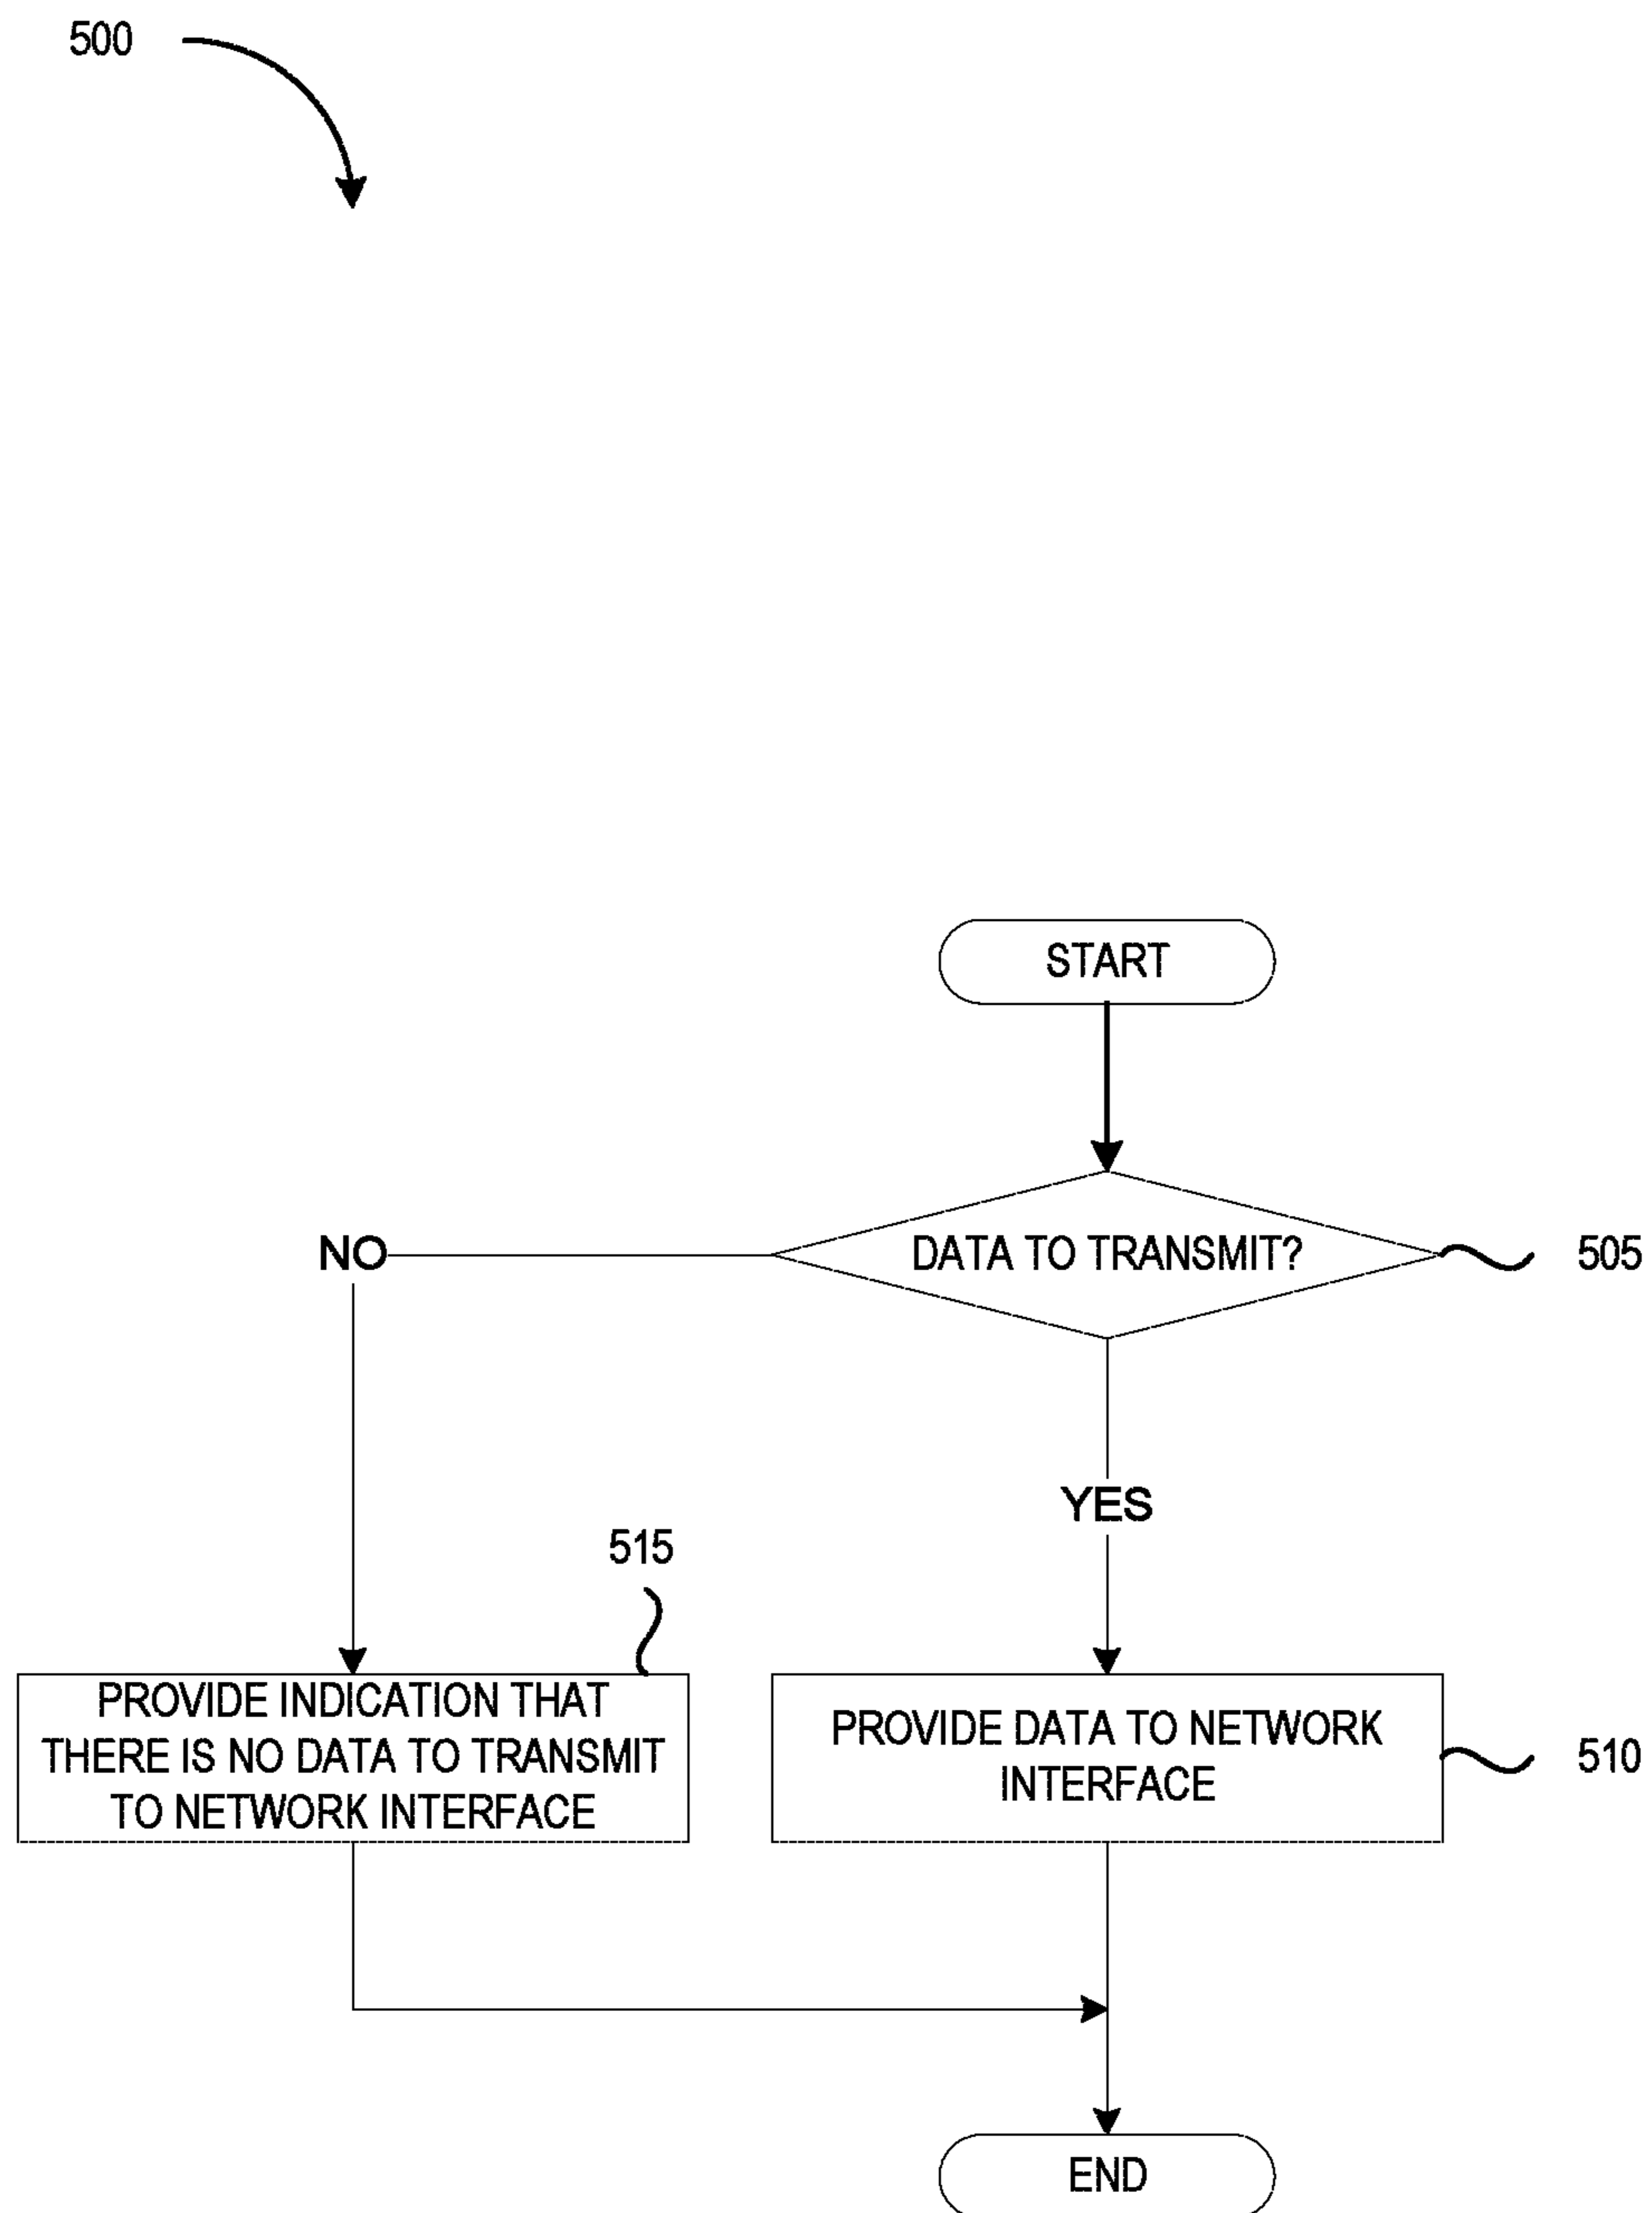 500
START
DATA TO TRANSMIT?
505
NO
YES
515
PROVIDE INDICATION THAT
THERE IS NO DATA TO TRANSMIT
TO NETWORK INTERFACE
PROVIDE DATA TO NETWORK
INTERFACE
510
END